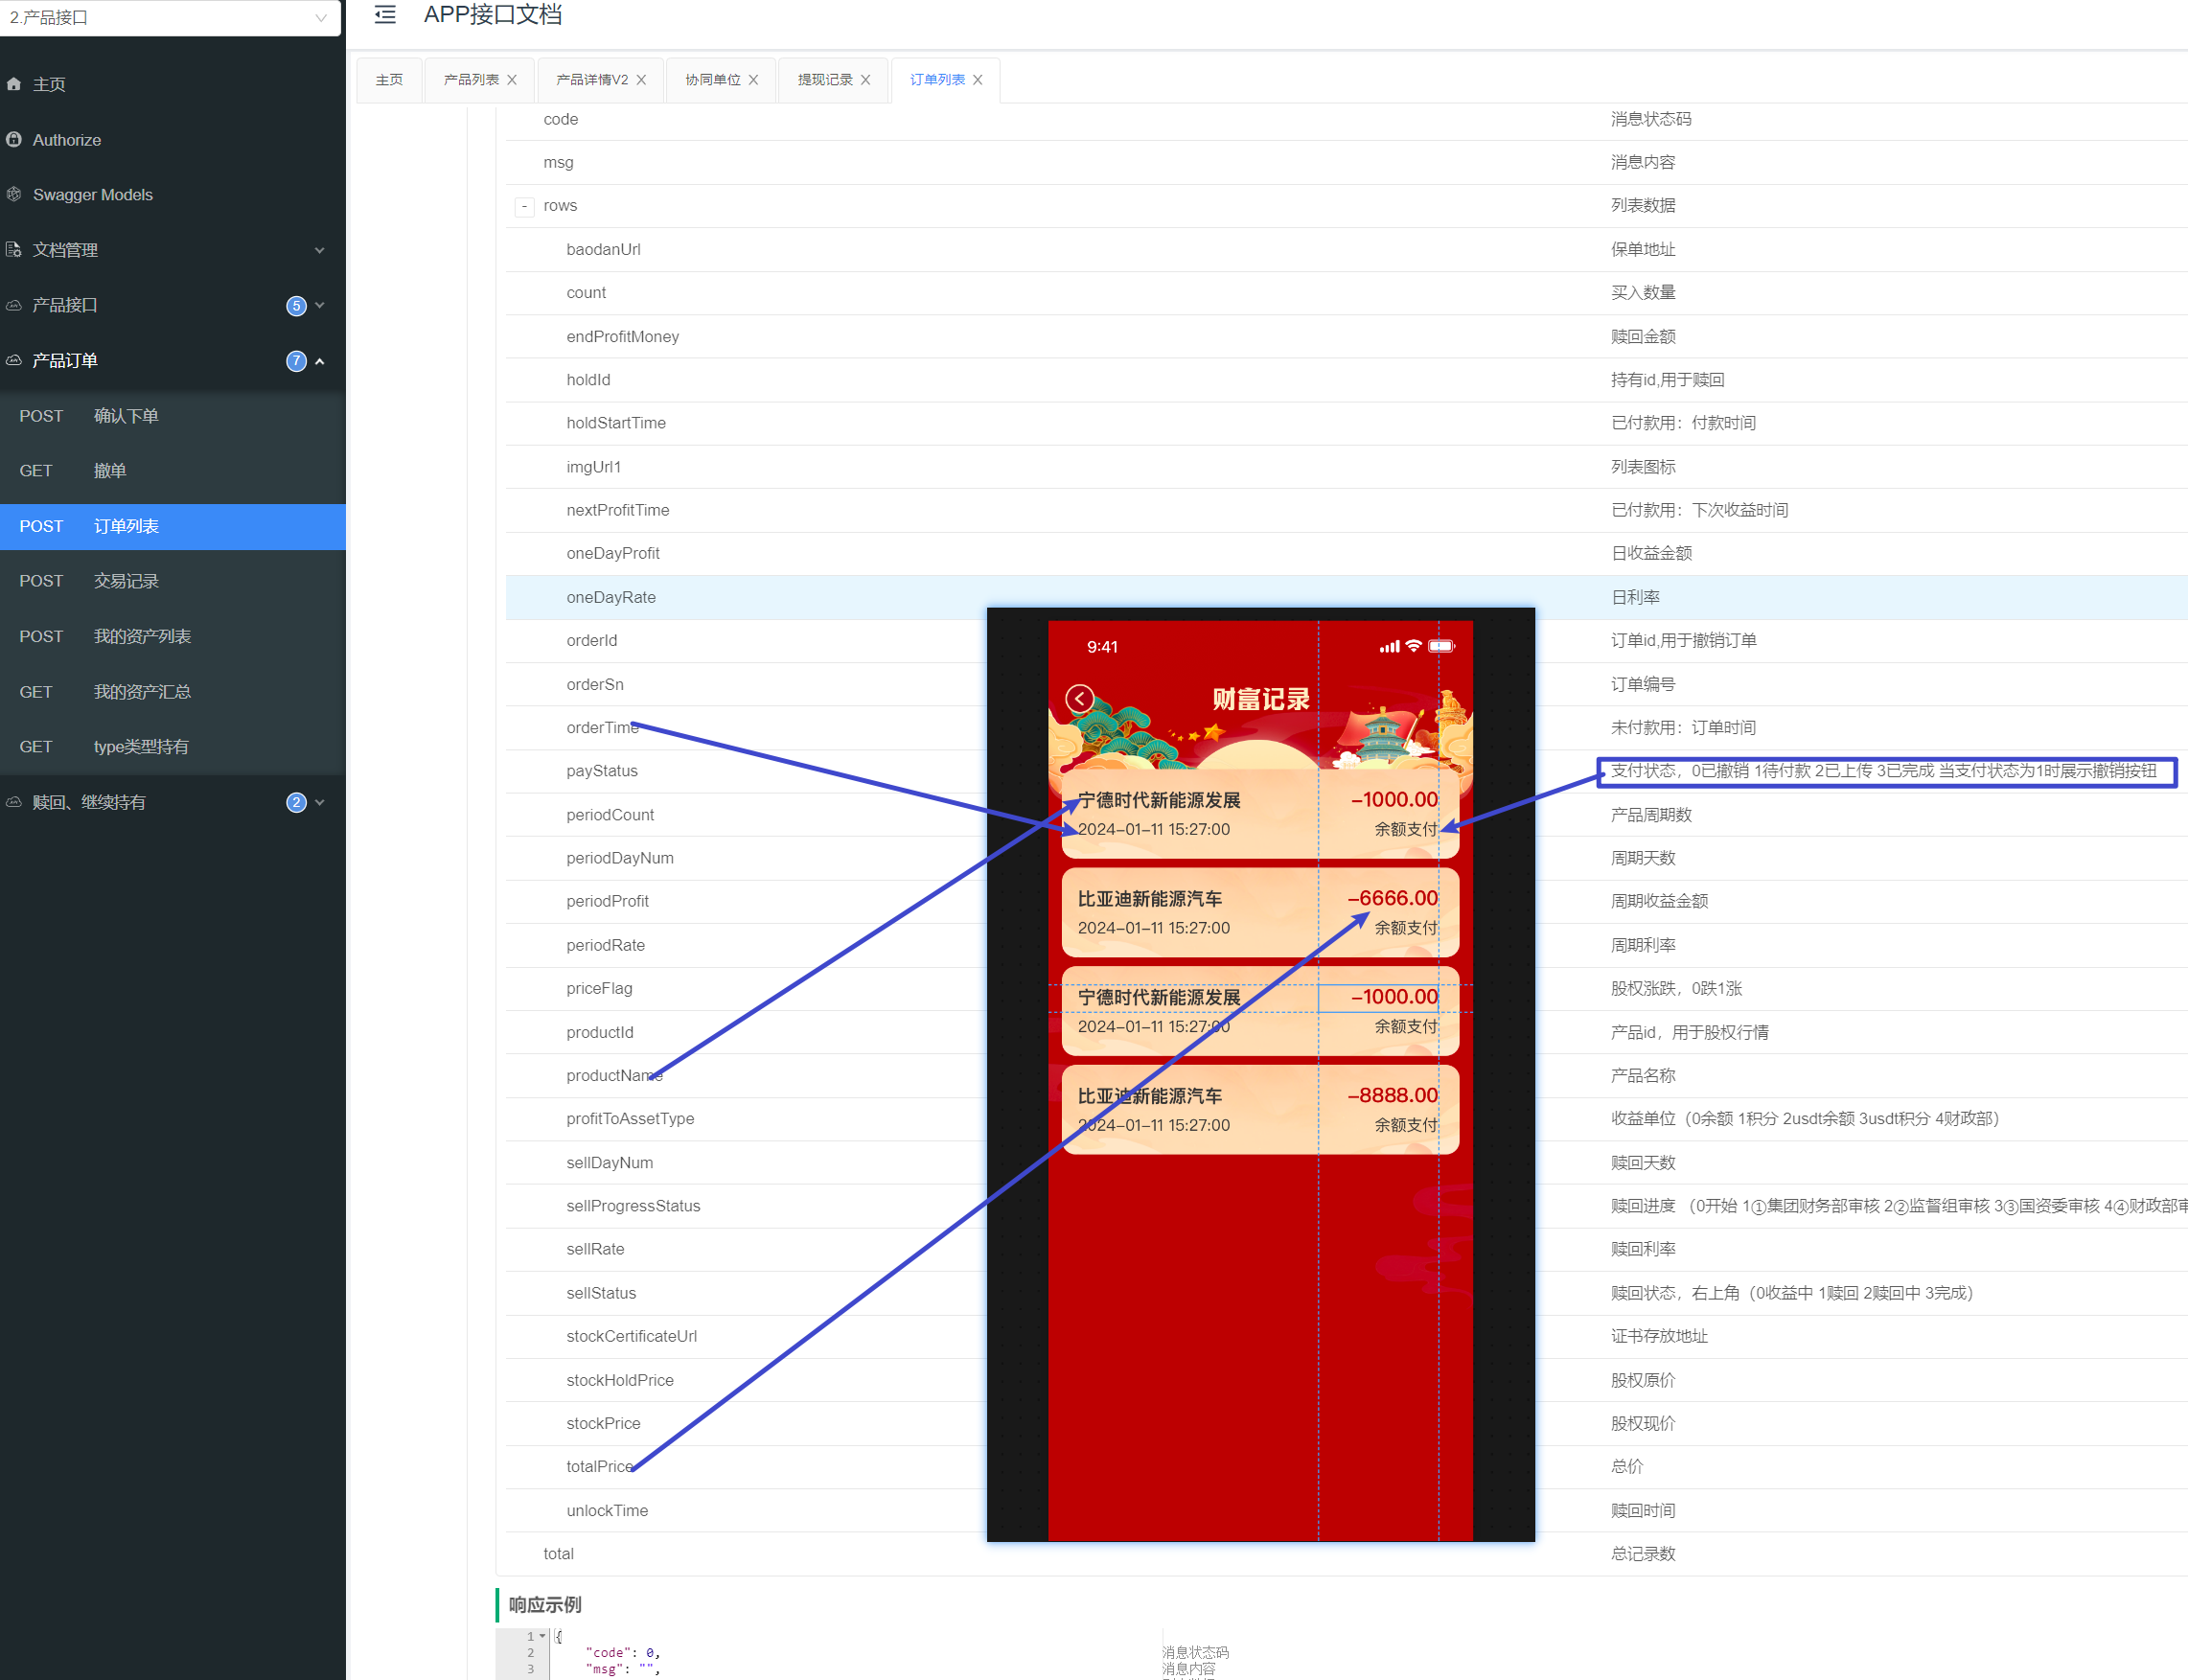 2.产品接口
APP接口文档
主页
产品列表
产品详情V2
协同单位
提现记录
订单列表
主页
Authorize
Swagger Models
文档管理
产品接口 5
产品订单 7
POST 确认下单
GET 撤单
POST 订单列表
POST 交易记录
POST 我的资产列表
GET 我的资产汇总
GET type类型持有
赎回、继续持有 2
code 消息状态码
msg 消息内容
- rows 列表数据
baodanUrl 保单地址
count 买入数量
endProfitMoney 赎回金额
holdId 持有id,用于赎回
holdStartTime 已付款用：付款时间
imgUrl1 列表图标
nextProfitTime 已付款用：下次收益时间
oneDayProfit 日收益金额
oneDayRate 日利率
orderId 订单id,用于撤销订单
orderSn 订单编号
orderTime 未付款用：订单时间
payStatus 支付状态，0已撤销 1待付款 2已上传 3已完成 当支付状态为1时展示撤销按钮
periodCount 产品周期数
periodDayNum 周期天数
periodProfit 周期收益金额
periodRate 周期利率
priceFlag 股权涨跌，0跌1涨
productId 产品id，用于股权行情
productName 产品名称
profitToAssetType 收益单位（0余额 1积分 2usdt余额 3usdt积分 4财政部）
sellDayNum 赎回天数
sellProgressStatus 赎回进度 （0开始 1①集团财务部审核 2②监督组审核 3③国资委审核 4④财政部审
sellRate 赎回利率
sellStatus 赎回状态，右上角（0收益中 1赎回 2赎回中 3完成）
stockCertificateUrl 证书存放地址
stockHoldPrice 股权原价
stockPrice 股权现价
totalPrice 总价
unlockTime 赎回时间
total 总记录数
9:41
财富记录
宁德时代新能源发展 -1000.00
2024-01-11 15:27:00 余额支付
比亚迪新能源汽车 -6666.00
2024-01-11 15:27:00 余额支付
宁德时代新能源发展 -1000.00
2024-01-11 15:27:00 余额支付
比亚迪新能源汽车 -8888.00
2024-01-11 15:27:00 余额支付
响应示例
1 {
2 "code": 0, 消息状态码
3 "msg": "", 消息内容